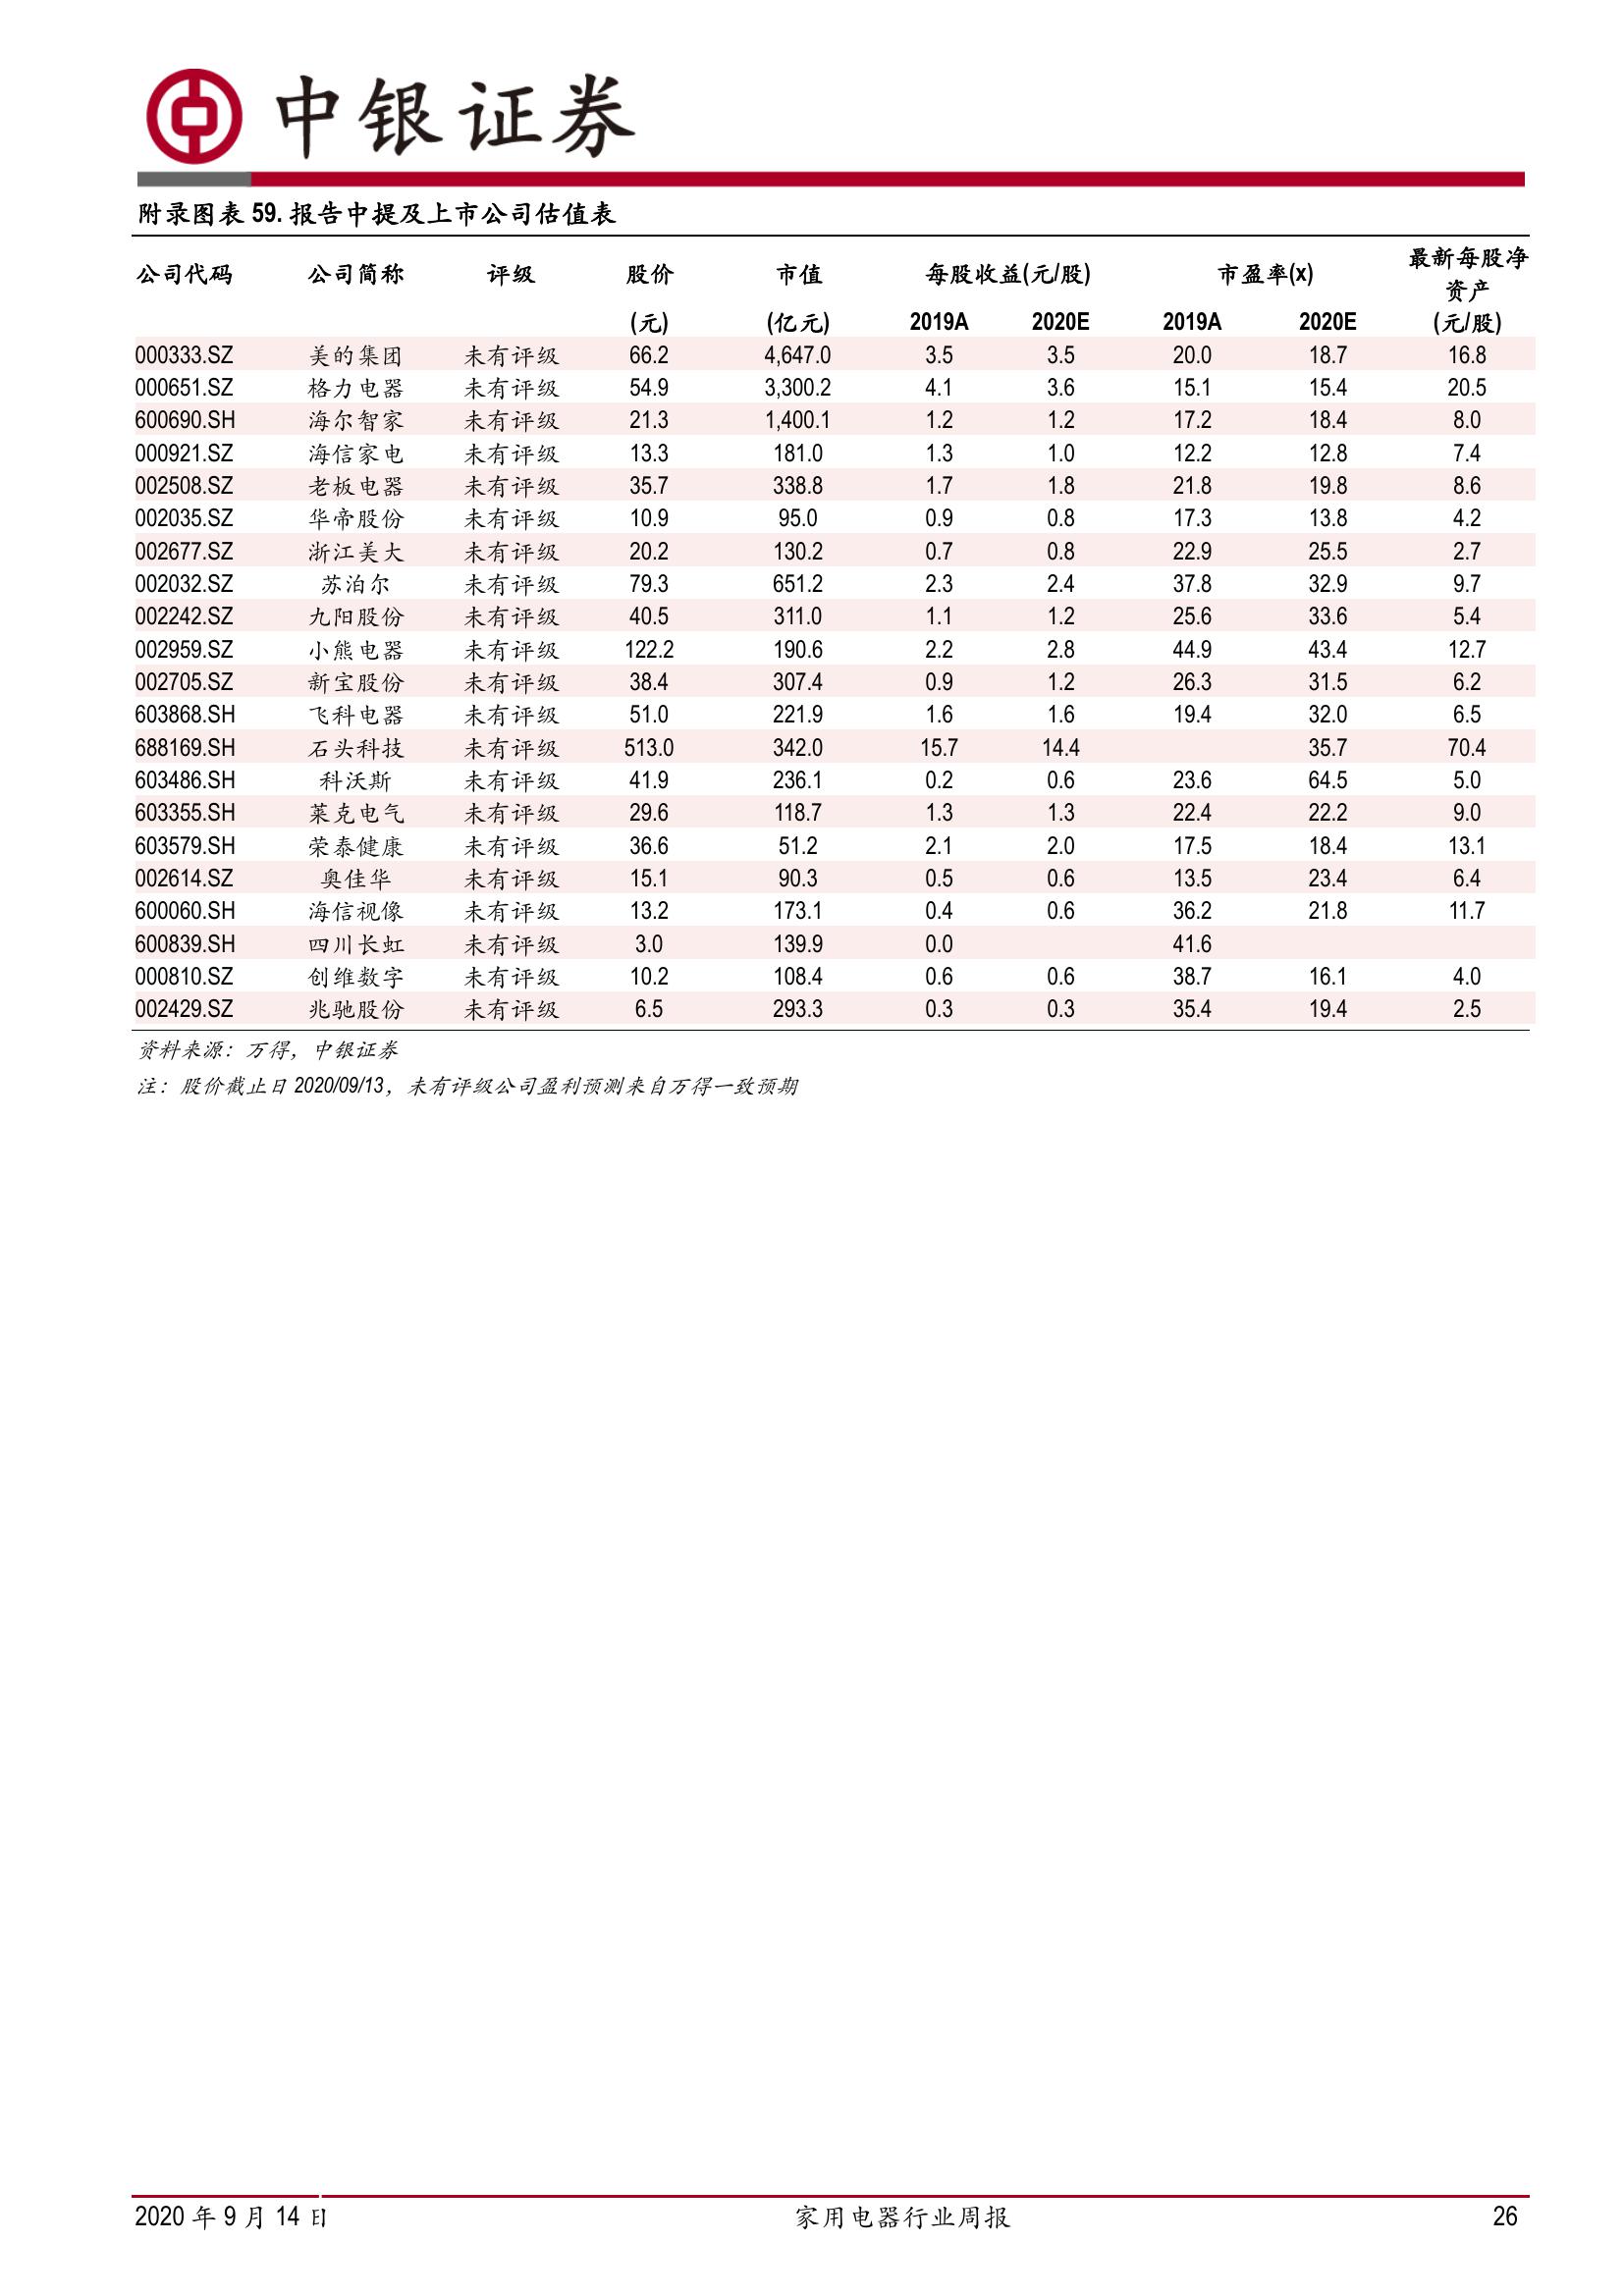 中银证券
附录图表 59. 报告中提及上市公司估值表
公司代码 公司简称 评级 股价 市值 每股收益(元/股) 市盈率(x) 最新每股净资产
(元) (亿元) 2019A 2020E 2019A 2020E (元/股)
000333.SZ 美的集团 未有评级 66.2 4,647.0 3.5 3.5 20.0 18.7 16.8
000651.SZ 格力电器 未有评级 54.9 3,300.2 4.1 3.6 15.1 15.4 20.5
600690.SH 海尔智家 未有评级 21.3 1,400.1 1.2 1.2 17.2 18.4 8.0
000921.SZ 海信家电 未有评级 13.3 181.0 1.3 1.0 12.2 12.8 7.4
002508.SZ 老板电器 未有评级 35.7 338.8 1.7 1.8 21.8 19.8 8.6
002035.SZ 华帝股份 未有评级 10.9 95.0 0.9 0.8 17.3 13.8 4.2
002677.SZ 浙江美大 未有评级 20.2 130.2 0.7 0.8 22.9 25.5 2.7
002032.SZ 苏泊尔 未有评级 79.3 651.2 2.3 2.4 37.8 32.9 9.7
002242.SZ 九阳股份 未有评级 40.5 311.0 1.1 1.2 25.6 33.6 5.4
002959.SZ 小熊电器 未有评级 122.2 190.6 2.2 2.8 44.9 43.4 12.7
002705.SZ 新宝股份 未有评级 38.4 307.4 0.9 1.2 26.3 31.5 6.2
603868.SH 飞科电器 未有评级 51.0 221.9 1.6 1.6 19.4 32.0 6.5
688169.SH 石头科技 未有评级 513.0 342.0 15.7 14.4 35.7 70.4
603486.SH 科沃斯 未有评级 41.9 236.1 0.2 0.6 23.6 64.5 5.0
603355.SH 莱克电气 未有评级 29.6 118.7 1.3 1.3 22.4 22.2 9.0
603579.SH 荣泰健康 未有评级 36.6 51.2 2.1 2.0 17.5 18.4 13.1
002614.SZ 奥佳华 未有评级 15.1 90.3 0.5 0.6 13.5 23.4 6.4
600060.SH 海信视像 未有评级 13.2 173.1 0.4 0.6 36.2 21.8 11.7
600839.SH 四川长虹 未有评级 3.0 139.9 0.0 41.6
000810.SZ 创维数字 未有评级 10.2 108.4 0.6 0.6 38.7 16.1 4.0
002429.SZ 兆驰股份 未有评级 6.5 293.3 0.3 0.3 35.4 19.4 2.5
资料来源：万得，中银证券
注：股价截止日 2020/09/13，未有评级公司盈利预测来自万得一致预期
2020 年 9 月 14 日 家用电器行业周报 26